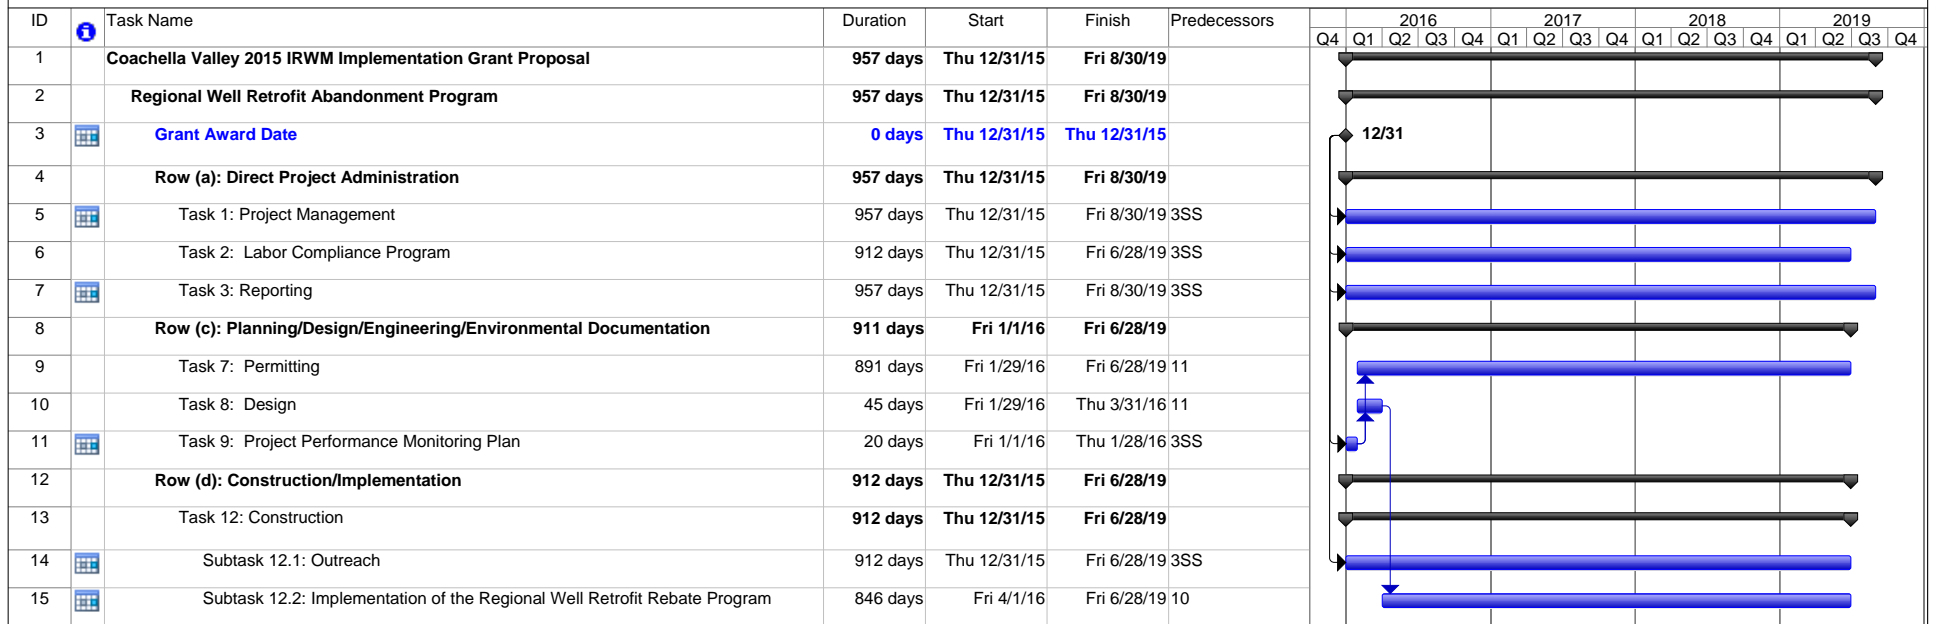 ID Task Name Duration Start Finish Predecessors
2016 2017 2018 2019
Q4 Q1 Q2 Q3 Q4 Q1 Q2 Q3 Q4 Q1 Q2 Q3 Q4 Q1 Q2 Q3 Q4
1 Coachella Valley 2015 IRWM Implementation Grant Proposal 957 days Thu 12/31/15 Fri 8/30/19
2 Regional Well Retrofit Abandonment Program 957 days Thu 12/31/15 Fri 8/30/19
3 Grant Award Date 0 days Thu 12/31/15 Thu 12/31/15 12/31
4 Row (a): Direct Project Administration 957 days Thu 12/31/15 Fri 8/30/19
5 Task 1: Project Management 957 days Thu 12/31/15 Fri 8/30/19 3SS
6 Task 2: Labor Compliance Program 912 days Thu 12/31/15 Fri 6/28/19 3SS
7 Task 3: Reporting 957 days Thu 12/31/15 Fri 8/30/19 3SS
8 Row (c): Planning/Design/Engineering/Environmental Documentation 911 days Fri 1/1/16 Fri 6/28/19
9 Task 7: Permitting 891 days Fri 1/29/16 Fri 6/28/19 11
10 Task 8: Design 45 days Fri 1/29/16 Thu 3/31/16 11
11 Task 9: Project Performance Monitoring Plan 20 days Fri 1/1/16 Thu 1/28/16 3SS
12 Row (d): Construction/Implementation 912 days Thu 12/31/15 Fri 6/28/19
13 Task 12: Construction 912 days Thu 12/31/15 Fri 6/28/19
14 Subtask 12.1: Outreach 912 days Thu 12/31/15 Fri 6/28/19 3SS
15 Subtask 12.2: Implementation of the Regional Well Retrofit Rebate Program 846 days Fri 4/1/16 Fri 6/28/19 10